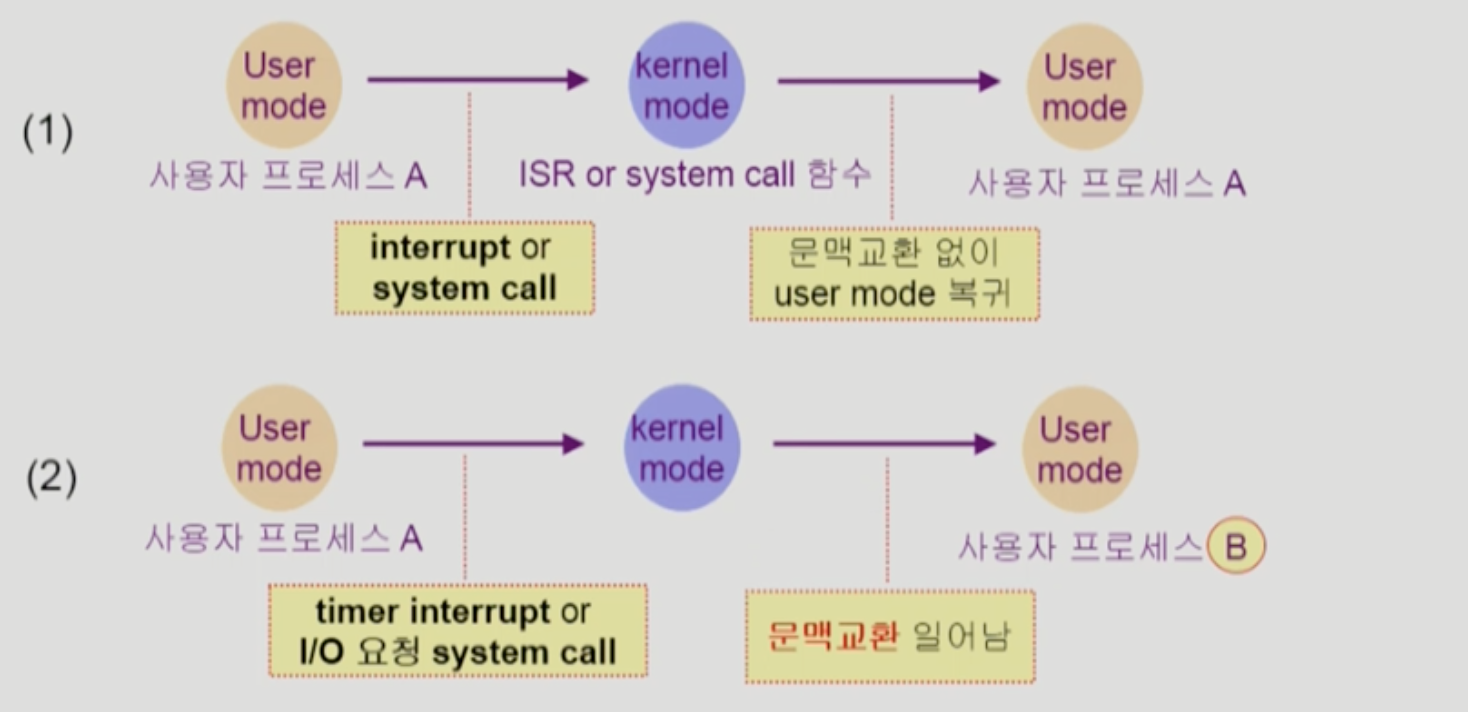 (1)
User mode
사용자 프로세스 A
kernel mode
ISR or system call 함수
User mode
사용자 프로세스 A
interrupt or
system call
문맥교환 없이
user mode 복귀
(2)
User mode
사용자 프로세스 A
kernel mode
User mode
사용자 프로세스 B
timer interrupt or
I/O 요청 system call
문맥교환 일어남